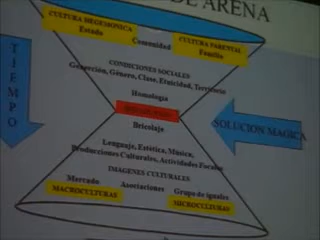 DE ARENA
CULTURA HEGEMONICA
Estado
Comunidad
CULTURA PARENTAL
Familia
CONDICIONES SOCIALES
Generación, Género, Clase, Etnicidad, Territorio
Homología
TIEMPO
SOLUCION MAGICA
Bricolaje
Lenguaje, Estética, Música,
Producciones Culturales, Actividades Focales
IMAGENES CULTURALES
Mercado
Asociaciones
Grupo de iguales
MACROCULTURAS
MICROCULTURAS